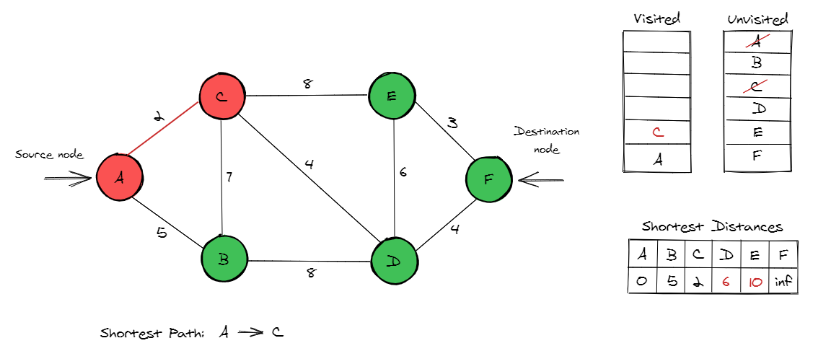 Visited
Unvisited
A
B
C
8
E
C
D
2
3
Destination
node
C
E
Source node
A
F
A
7
4
6
F
5
4
Shortest Distances
B
8
D
A B C D E F
0 5 2 6 10 inf
Shortest Path: A → C